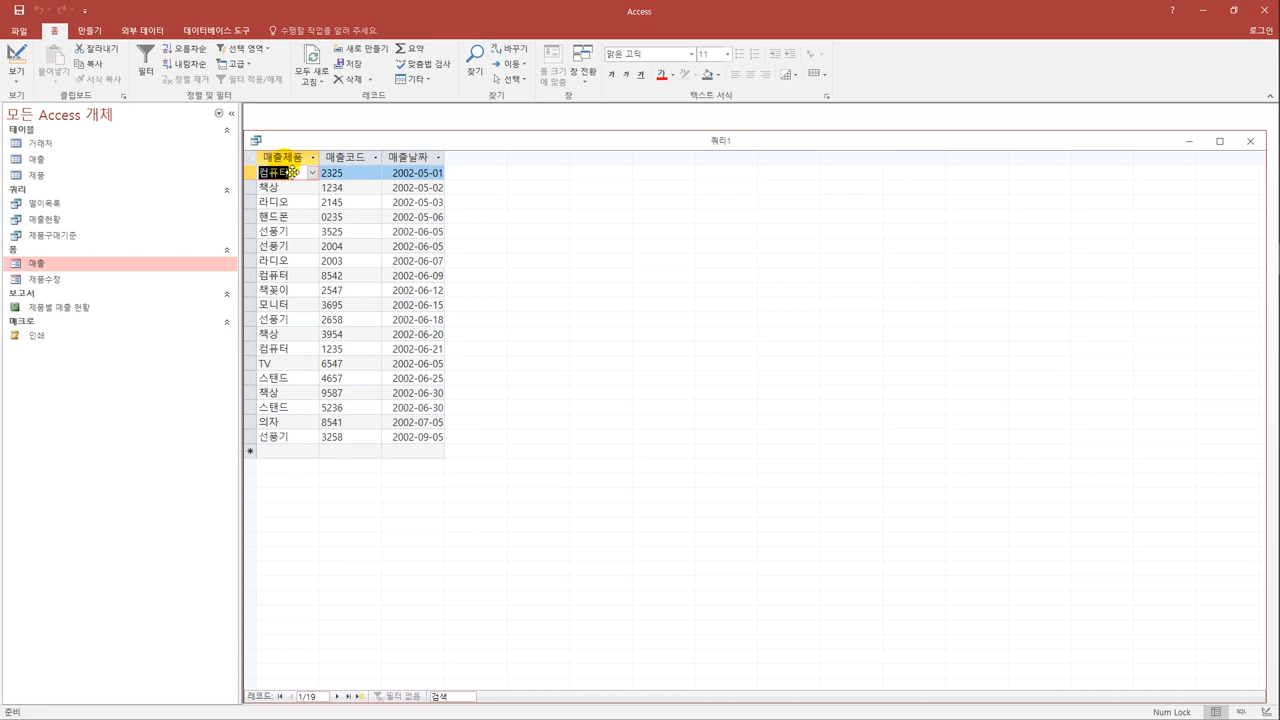 Access
로그인
파일 홈 만들기 외부 데이터 데이터베이스 도구 수행할 작업을 알려 주세요.
보기 붙여넣기 잘라내기 복사 서식 복사
필터 오름차순 내림차순 정렬 제거 선택 영역 고급 필터 적용/해제
모두 새로 고침 새로 만들기 저장 삭제 요약 맞춤법 검사 기타
찾기 바꾸기 이동 선택
폼 크기에 맞춤 창 전환
맑은 고딕 11
가 가 가 가
보기 클립보드 정렬 및 필터 레코드 찾기 창 텍스트 서식
모든 Access 개체
테이블
거래처
매출
제품
쿼리
떨이목록
매출현황
제품구매기준
폼
매출
제품수정
보고서
제품별 매출 현황
매크로
인쇄
쿼리1
매출제품 매출코드 매출날짜
컴퓨터 2325 2002-05-01
책상 1234 2002-05-02
라디오 2145 2002-05-03
핸드폰 0235 2002-05-06
선풍기 3525 2002-06-05
선풍기 2004 2002-06-05
라디오 2003 2002-06-07
컴퓨터 8542 2002-06-09
책꽂이 2547 2002-06-12
모니터 3695 2002-06-15
선풍기 2658 2002-06-18
책상 3954 2002-06-20
컴퓨터 1235 2002-06-21
TV 6547 2002-06-05
스탠드 4657 2002-06-25
책상 9587 2002-06-30
스탠드 5236 2002-06-30
의자 8541 2002-07-05
선풍기 3258 2002-09-05
레코드: 1/19 필터 없음 검색
준비 Num Lock SQL